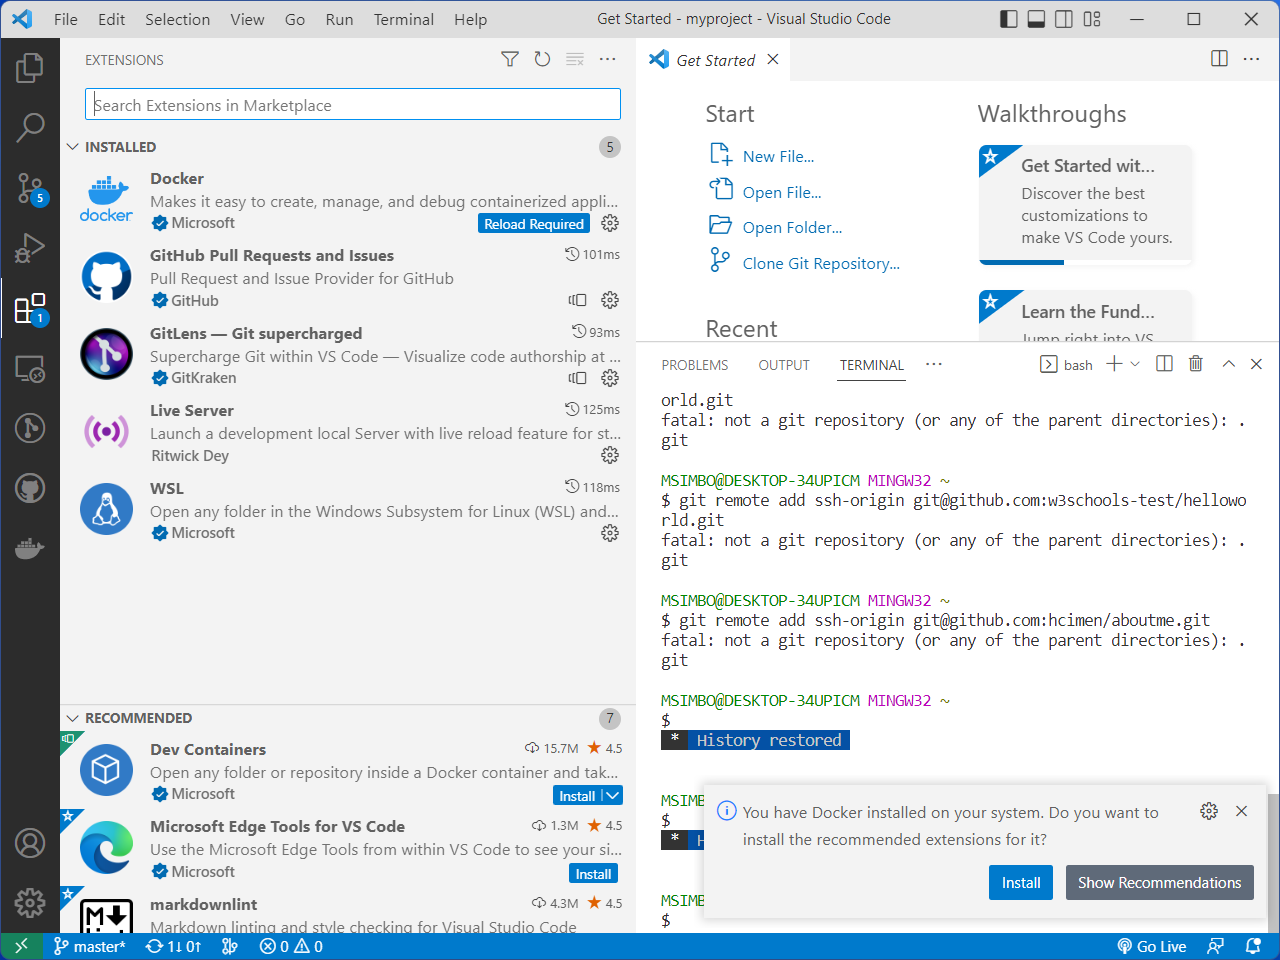 File Edit Selection View Go Run Terminal Help Get Started - myproject - Visual Studio Code
EXTENSIONS
Search Extensions in Marketplace
INSTALLED 5
Docker
Makes it easy to create, manage, and debug containerized appli...
Microsoft Reload Required
docker
GitHub Pull Requests and Issues 101ms
Pull Request and Issue Provider for GitHub
GitHub
GitLens — Git supercharged 93ms
Supercharge Git within VS Code — Visualize code authorship at ...
GitKraken
Live Server 125ms
Launch a development local Server with live reload feature for st...
Ritwick Dey
WSL 118ms
Open any folder in the Windows Subsystem for Linux (WSL) and...
Microsoft
RECOMMENDED 7
Dev Containers 15.7M 4.5
Open any folder or repository inside a Docker container and tak...
Microsoft Install
Microsoft Edge Tools for VS Code 1.3M 4.5
Use the Microsoft Edge Tools from within VS Code to see your si...
Microsoft Install
markdownlint 4.3M 4.5
Markdown linting and style checking for Visual Studio Code
5
1
Get Started
Start
New File...
Open File...
Open Folder...
Clone Git Repository...
Recent
Walkthroughs
Get Started wit...
Discover the best
customizations to
make VS Code yours.
Learn the Fund...
Jump right into VS
PROBLEMS OUTPUT TERMINAL ··· bash
orld.git
fatal: not a git repository (or any of the parent directories): .
git
MSIMBO@DESKTOP-34UPICM MINGW32 ~
$ git remote add ssh-origin git@github.com:w3schools-test/hellowo
rld.git
fatal: not a git repository (or any of the parent directories): .
git
MSIMBO@DESKTOP-34UPICM MINGW32 ~
$ git remote add ssh-origin git@github.com:hcimen/aboutme.git
fatal: not a git repository (or any of the parent directories): .
git
MSIMBO@DESKTOP-34UPICM MINGW32 ~
$
* History restored
MSIMB
$
*
MSIMB
$
You have Docker installed on your system. Do you want to
install the recommended extensions for it?
Install Show Recommendations
master* 1↓ 0↑ 0 0 Go Live